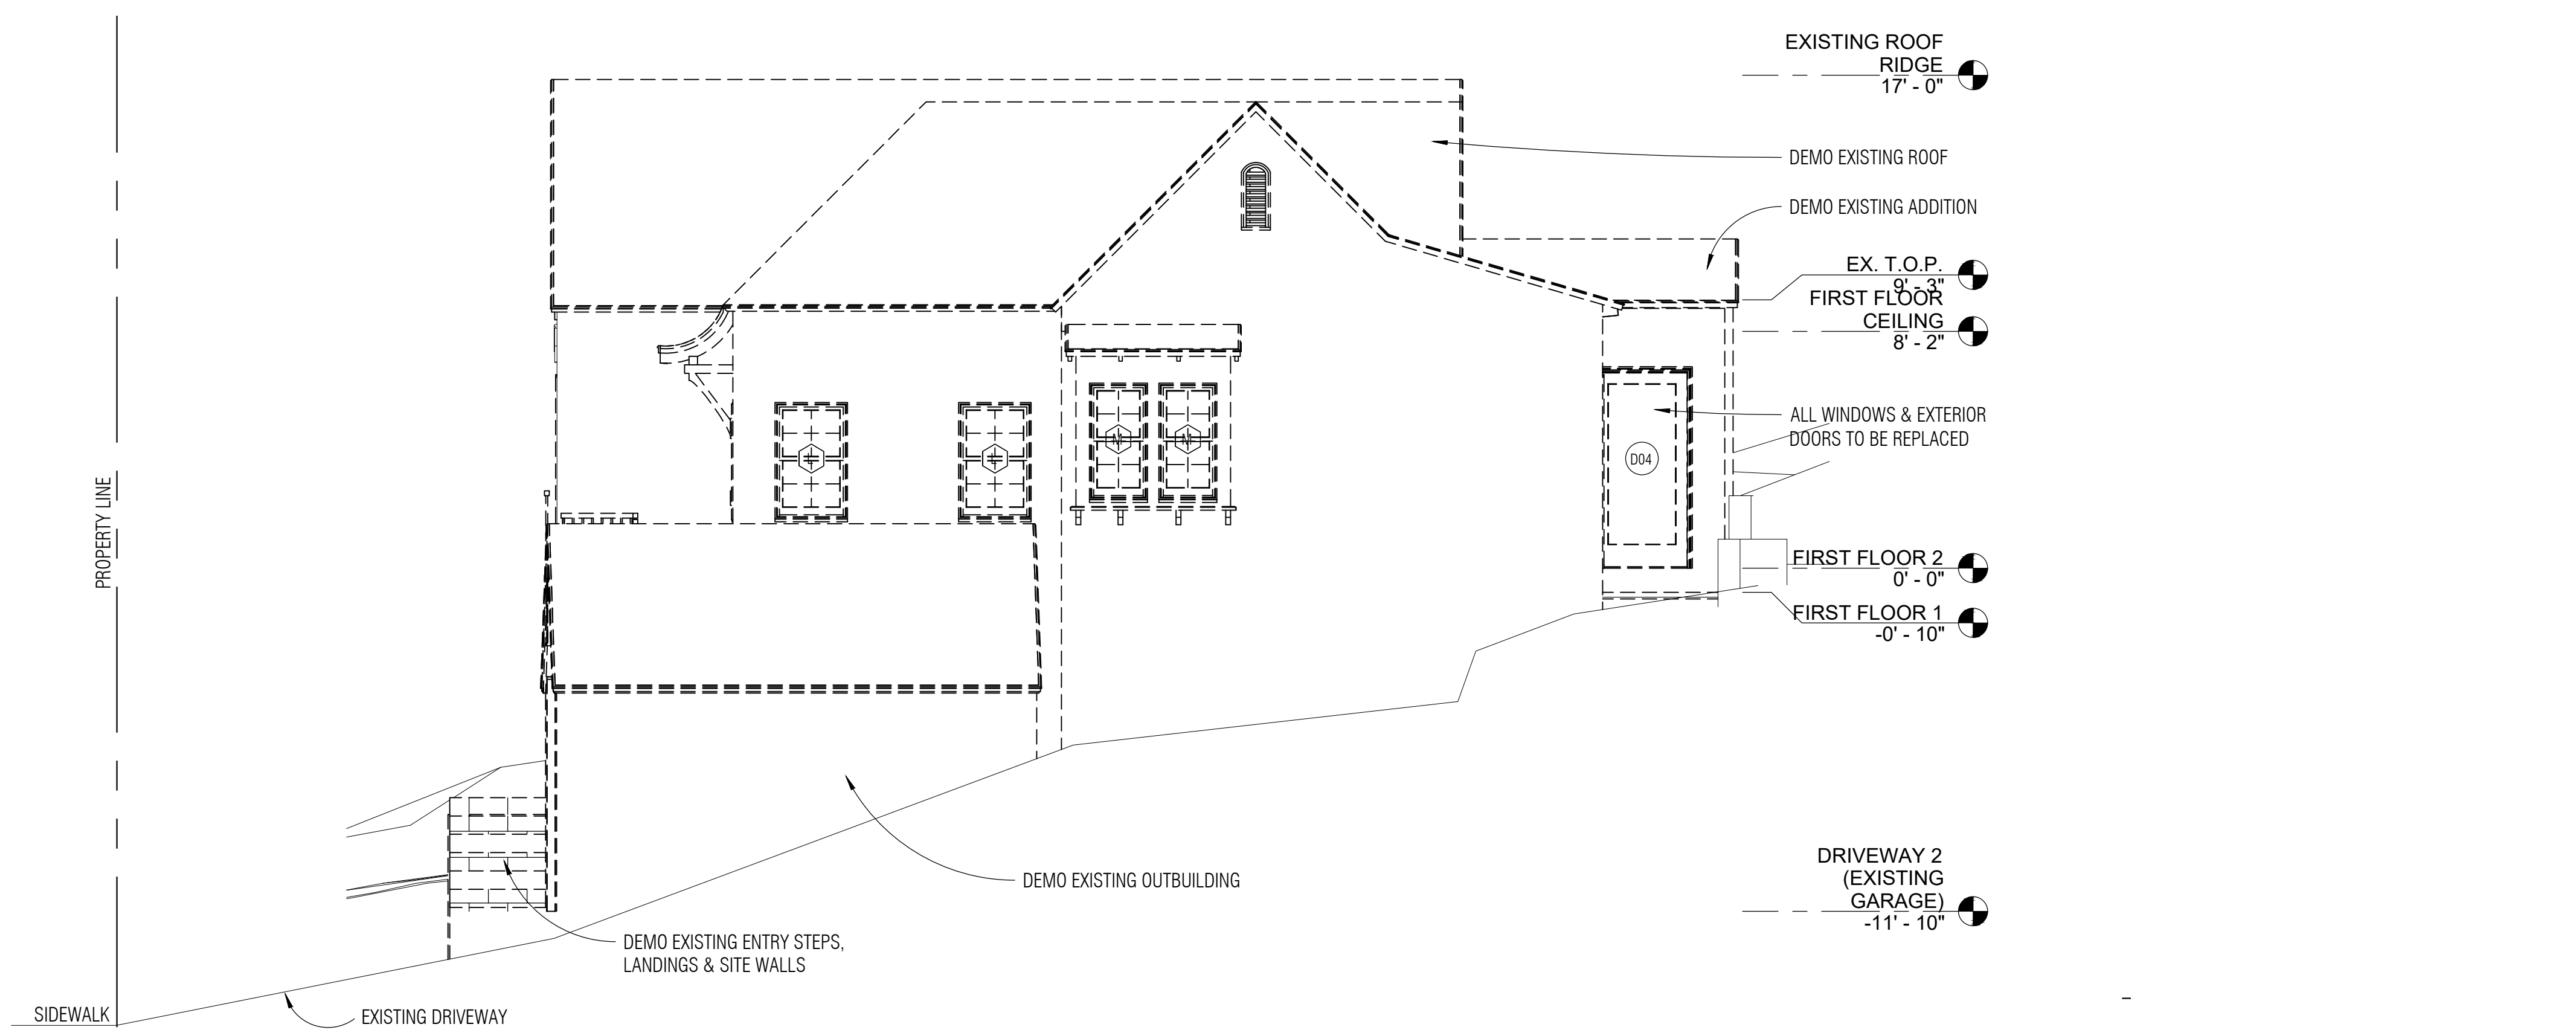 EXISTING ROOF
RIDGE
17' - 0"
DEMO EXISTING ROOF
DEMO EXISTING ADDITION
EX. T.O.P.
9' - 3"
FIRST FLOOR
CEILING
8' - 2"
ALL WINDOWS & EXTERIOR
DOORS TO BE REPLACED
L
L
M
M
D04
PROPERTY LINE
FIRST FLOOR 2
0' - 0"
FIRST FLOOR 1
-0' - 10"
DRIVEWAY 2
(EXISTING
GARAGE)
-11' - 10"
DEMO EXISTING OUTBUILDING
DEMO EXISTING ENTRY STEPS,
LANDINGS & SITE WALLS
SIDEWALK
EXISTING DRIVEWAY